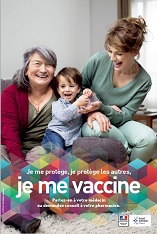 Je me protège, je protège les autres,
je me vaccine
Parlez-en à votre médecin
ou demandez conseil à votre pharmacien.